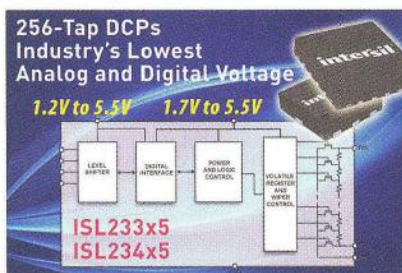 256-Tap DCPs
Industry's Lowest
Analog and Digital Voltage
intersil
1.2V to 5.5V 1.7V to 5.5V
LEVEL
SHIFTER
DIGITAL
INTERFACE
POWER
AND LOGIC
CONTROL
VOLATILE
REGISTER
AND
WIPER
CONTROL
ISL233x5
ISL234x5